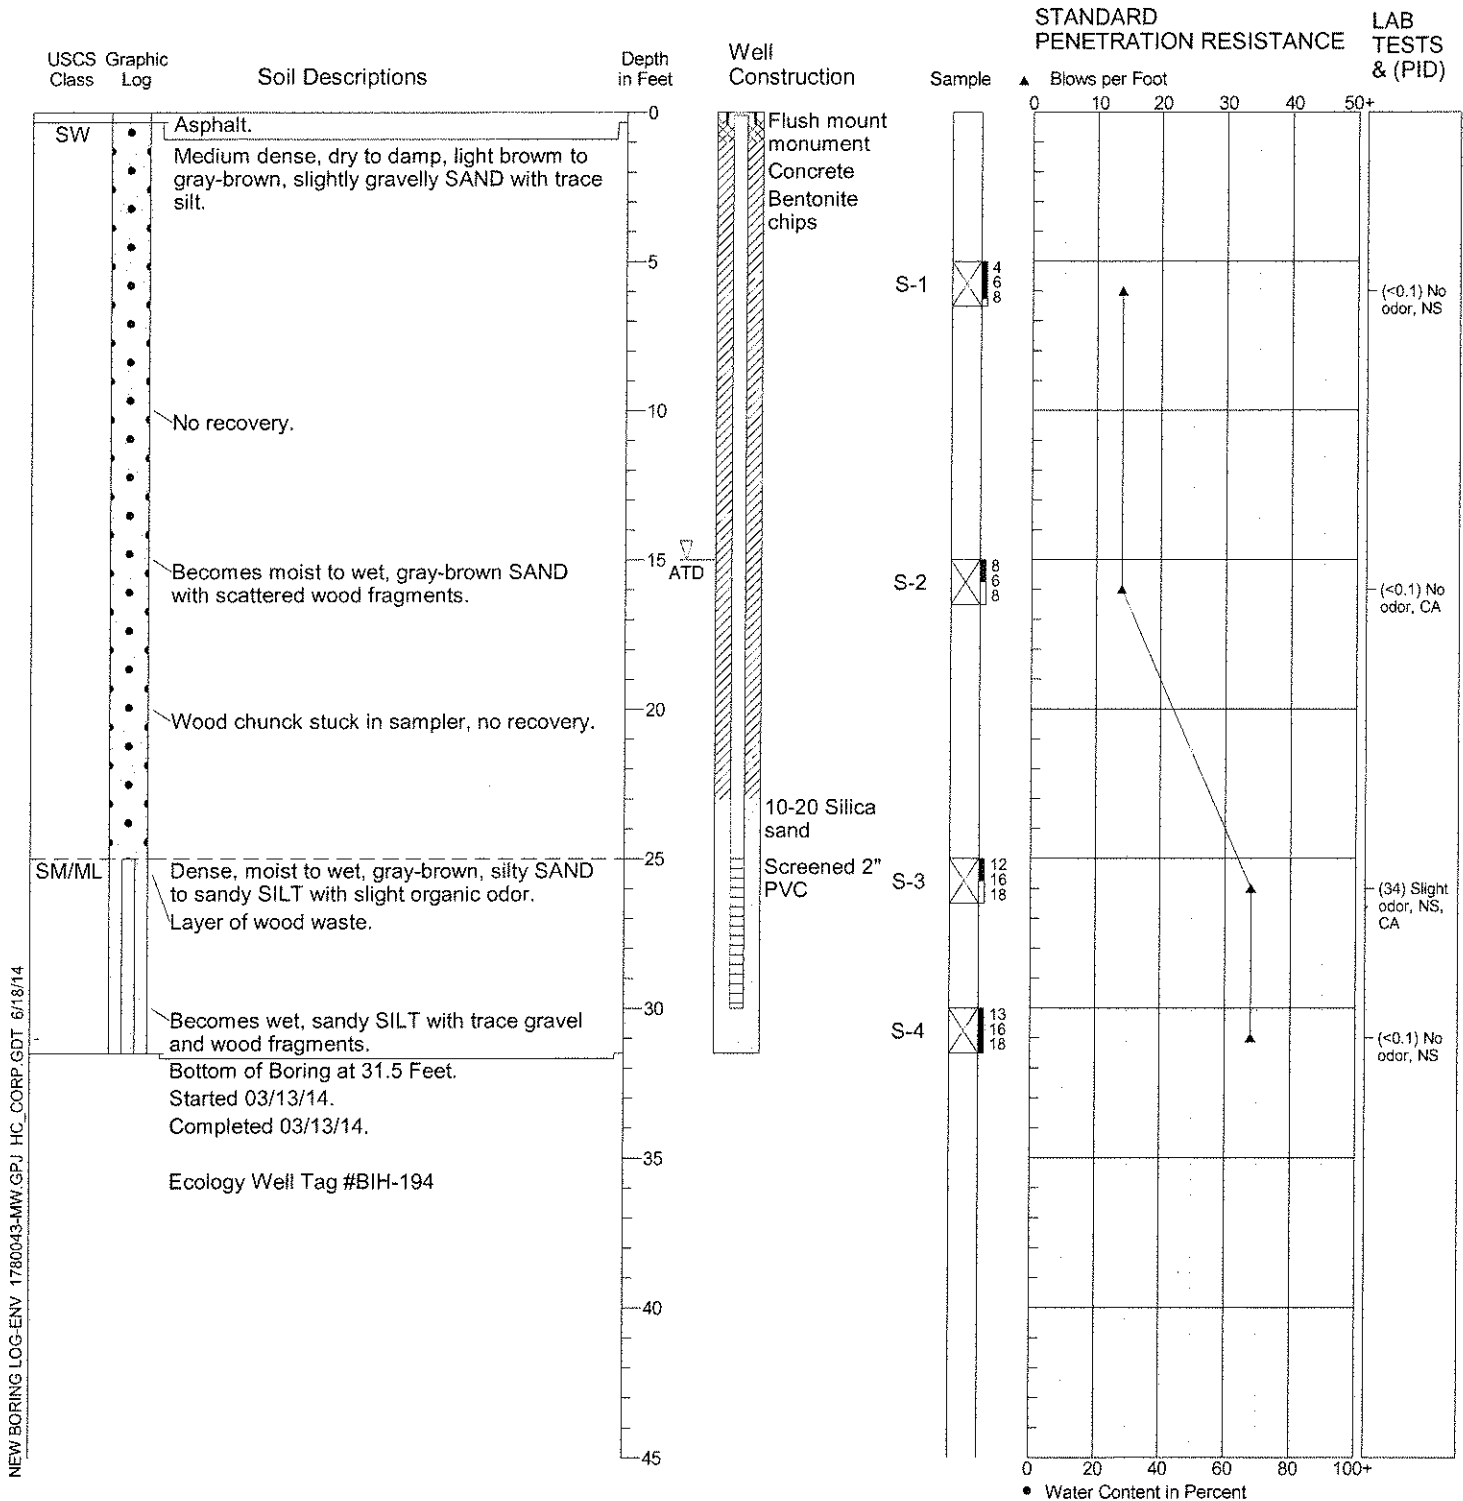 STANDARD
PENETRATION RESISTANCE
LAB
TESTS
& (PID)
USCS Graphic
Class Log
Soil Descriptions
Depth
in Feet
Well
Construction
Sample
▲ Blows per Foot
0 10 20 30 40 50+
SW
Asphalt.
Medium dense, dry to damp, light browm to
gray-brown, slightly gravelly SAND with trace
silt.
No recovery.
Becomes moist to wet, gray-brown SAND
with scattered wood fragments.
Wood chunck stuck in sampler, no recovery.
SM/ML
Dense, moist to wet, gray-brown, silty SAND
to sandy SILT with slight organic odor.
Layer of wood waste.
Becomes wet, sandy SILT with trace gravel
and wood fragments.
Bottom of Boring at 31.5 Feet.
Started 03/13/14.
Completed 03/13/14.
Ecology Well Tag #BIH-194
0
5
10
15
20
25
30
35
40
45
ATD
Flush mount
monument
Concrete
Bentonite
chips
10-20 Silica
sand
Screened 2"
PVC
S-1
4
6
8
S-2
8
6
8
S-3
12
16
18
S-4
13
16
18
(<0.1) No
odor, NS
(<0.1) No
odor, CA
(34) Slight
odor, NS,
CA
(<0.1) No
odor, NS
0 20 40 60 80 100+
● Water Content in Percent
NEW BORING LOG-ENV 1780043-MW.GPJ HC_CORP.GDT 6/18/14